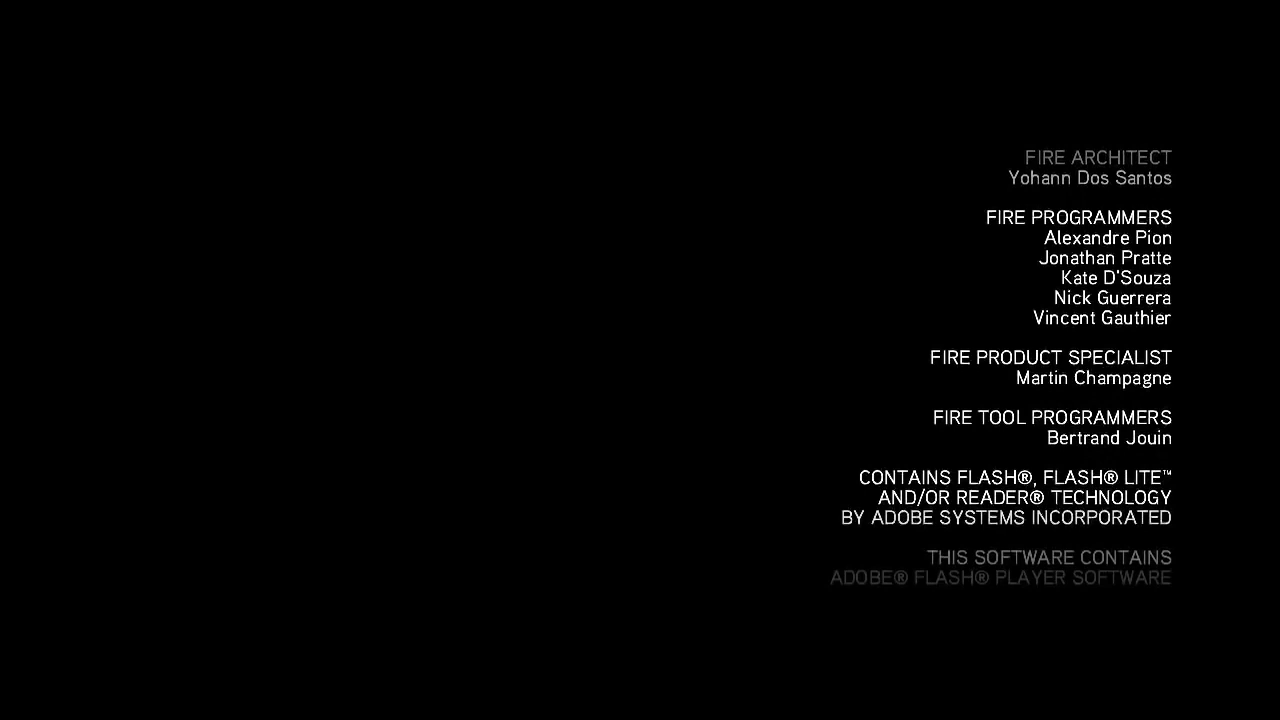 FIRE ARCHITECT
Yohann Dos Santos
FIRE PROGRAMMERS
Alexandre Pion
Jonathan Pratte
Kate D'Souza
Nick Guerrera
Vincent Gauthier
FIRE PRODUCT SPECIALIST
Martin Champagne
FIRE TOOL PROGRAMMERS
Bertrand Jouin
CONTAINS FLASH®, FLASH® LITE™
AND/OR READER® TECHNOLOGY
BY ADOBE SYSTEMS INCORPORATED
THIS SOFTWARE CONTAINS
ADOBE® FLASH® PLAYER SOFTWARE